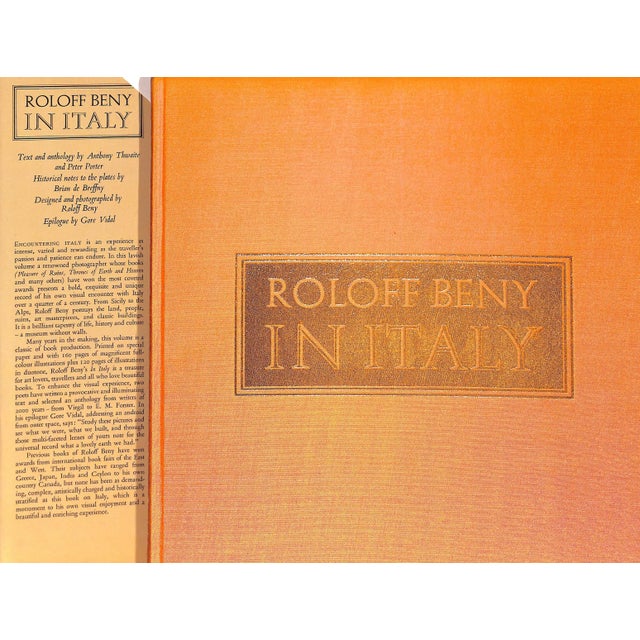 ROLOFF BENY
IN ITALY
Text and anthology by Anthony Thwaite
and Peter Porter
Historical notes to the plates by
Brian de Breffny
Designed and photographed by
Roloff Beny
Epilogue by Gore Vidal
ENCOUNTERING ITALY is an experience as
intense, varied and rewarding as the traveller's
passion and patience can endure. In this lavish
volume a renowned photographer whose books
(Pleasure of Ruins, Thrones of Earth and Heaven
and many others) have won the most coveted
awards presents a bold, exquisite and unique
record of his own visual encounter with Italy
over a quarter of a century. From Sicily to the
Alps, Roloff Beny portrays the land, people,
ruins, art masterpieces, and classic buildings.
It is a brilliant tapestry of life, history and culture
– a museum without walls.
Many years in the making, this volume is a
classic of book production. Printed on special
paper and with 160 pages of magnificent full-
colour illustrations plus 120 pages of illustrations
in duotone, Roloff Beny's In Italy is a treasure
for art lovers, travellers and all who love beautiful
books. To enhance the visual experience, two
poets have written a provocative and illuminating
text and selected an anthology from writers of
2000 years – from Virgil to E. M. Forster. In
his epilogue Gore Vidal, addressing an android
from outer space, says: "Study these pictures and
see what we were, what we built, and through
those multi-faceted lenses of yours note for the
universal record what a lovely earth we had."
Previous books of Roloff Beny have won
awards from international book fairs of the East
and West. Their subjects have ranged from
Greece, Japan, India and Ceylon to his own
country Canada, but none has been as demand-
ing, complex, artistically charged and historically
stratified as this book on Italy, which is a
monument to his own visual enjoyment and a
beautiful and enriching experience.
ROLOFF BENY
IN ITALY